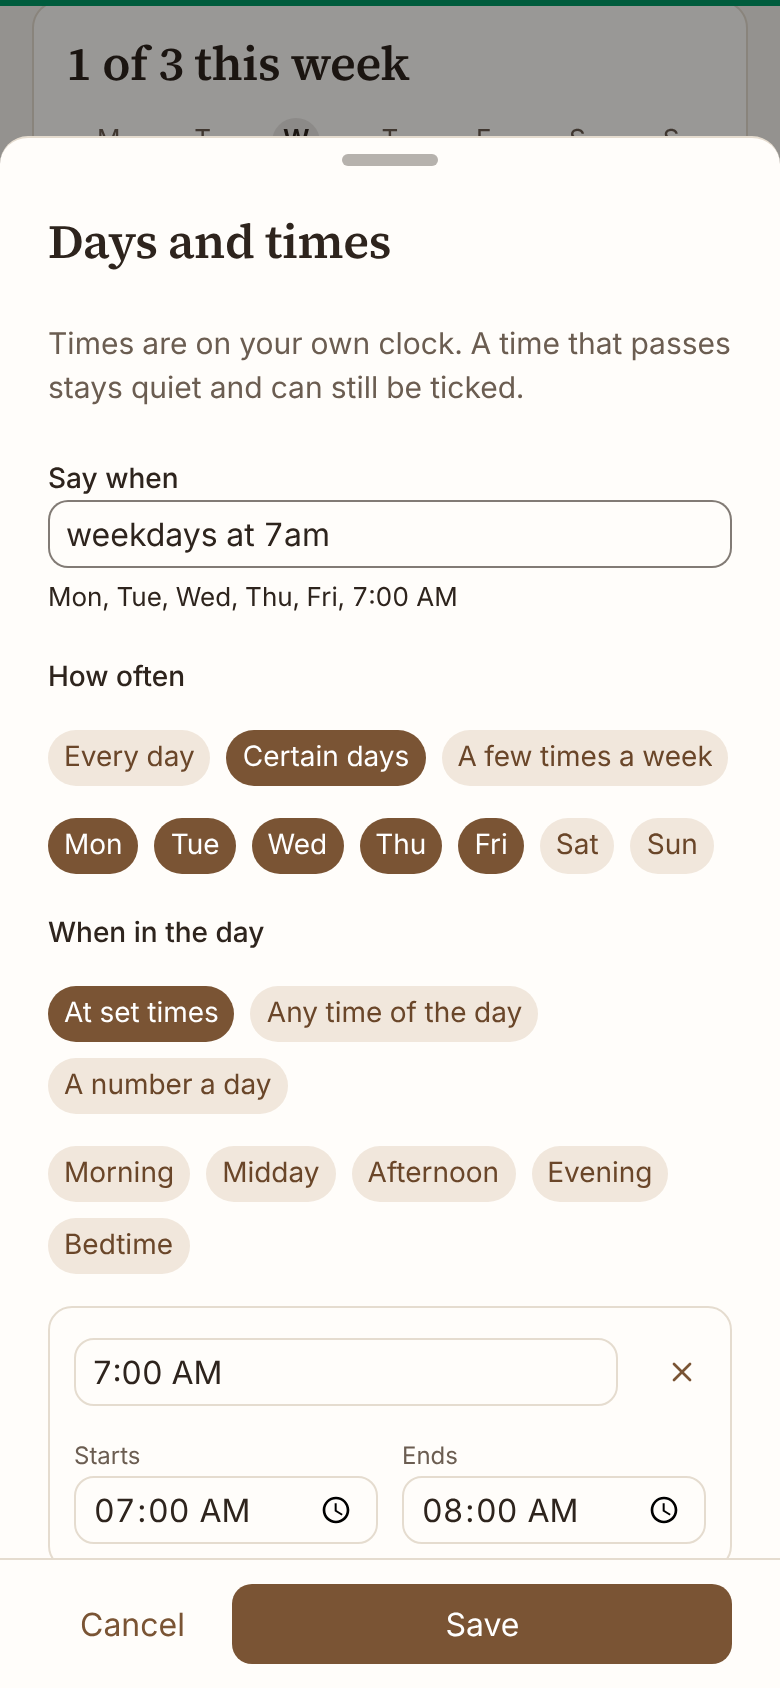 1 of 3 this week
M T W T F S S
Days and times
Times are on your own clock. A time that passes
stays quiet and can still be ticked.
Say when
weekdays at 7am
Mon, Tue, Wed, Thu, Fri, 7:00 AM
How often
Every day Certain days A few times a week
Mon Tue Wed Thu Fri Sat Sun
When in the day
At set times Any time of the day
A number a day
Morning Midday Afternoon Evening
Bedtime
7:00 AM
Starts Ends
07:00 AM 08:00 AM
Cancel Save